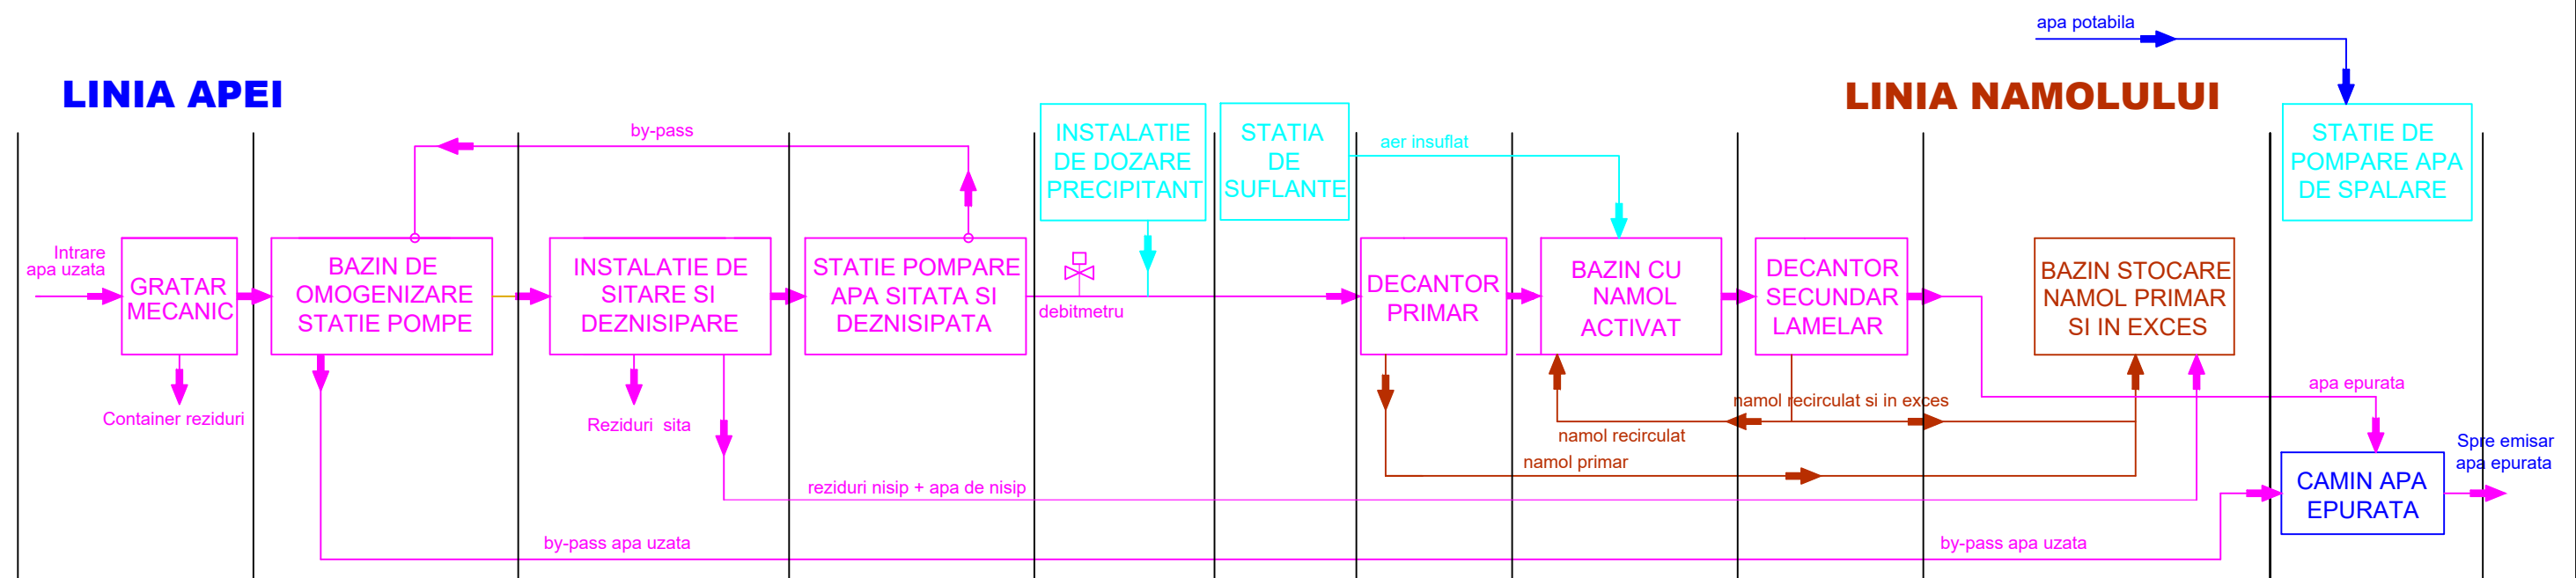 apa potabila
LINIA APEI
LINIA NAMOLULUI
by-pass
INSTALATIE
DE DOZARE
PRECIPITANT
STATIA
DE
SUFLANTE
aer insuflat
STATIE DE
POMPARE APA
DE SPALARE
Intrare
apa uzata
GRATAR
MECANIC
BAZIN DE
OMOGENIZARE
STATIE POMPE
INSTALATIE DE
SITARE SI
DEZNISIPARE
STATIE POMPARE
APA SITATA SI
DEZNISIPATA
debitmetru
DECANTOR
PRIMAR
BAZIN CU
NAMOL
ACTIVAT
DECANTOR
SECUNDAR
LAMELAR
BAZIN STOCARE
NAMOL PRIMAR
SI IN EXCES
Container reziduri
Reziduri sita
namol recirculat si in exces
namol recirculat
namol primar
apa epurata
reziduri nisip + apa de nisip
by-pass apa uzata
by-pass apa uzata
CAMIN APA
EPURATA
Spre emisar
apa epurata